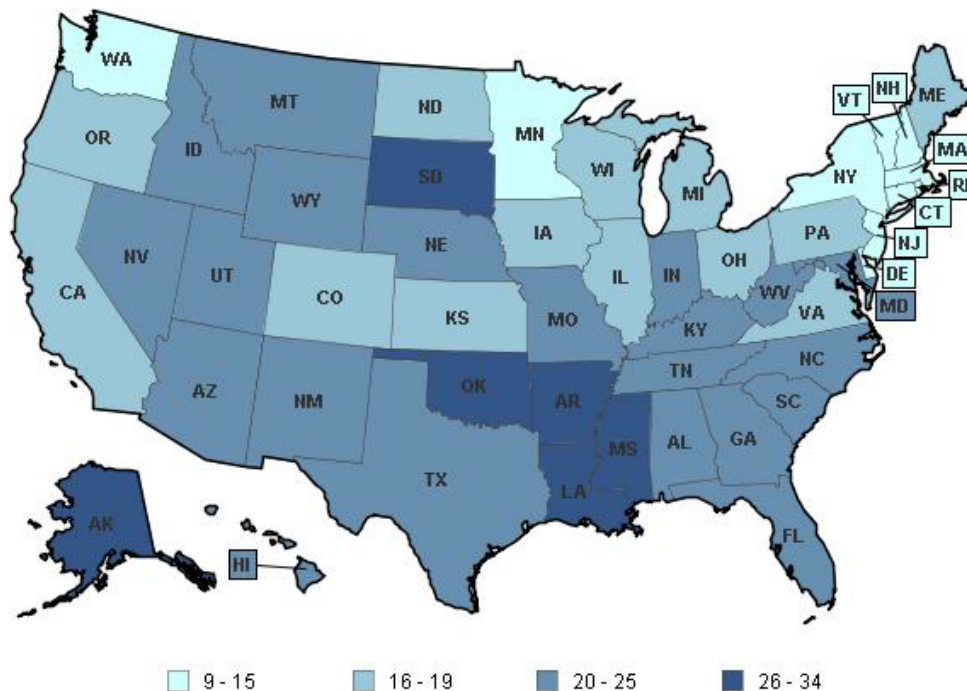 WA
MT
ND
MN
VT
NH
ME
OR
ID
SD
WI
MI
NY
MA
RI
WY
CT
NV
UT
NE
IA
PA
NJ
CA
CO
IL
IN
OH
DE
WV
MD
KS
MO
KY
VA
AZ
NM
OK
AR
TN
NC
SC
TX
LA
MS
AL
GA
AK
HI
FL
9 - 15
16 - 19
20 - 25
26 - 34